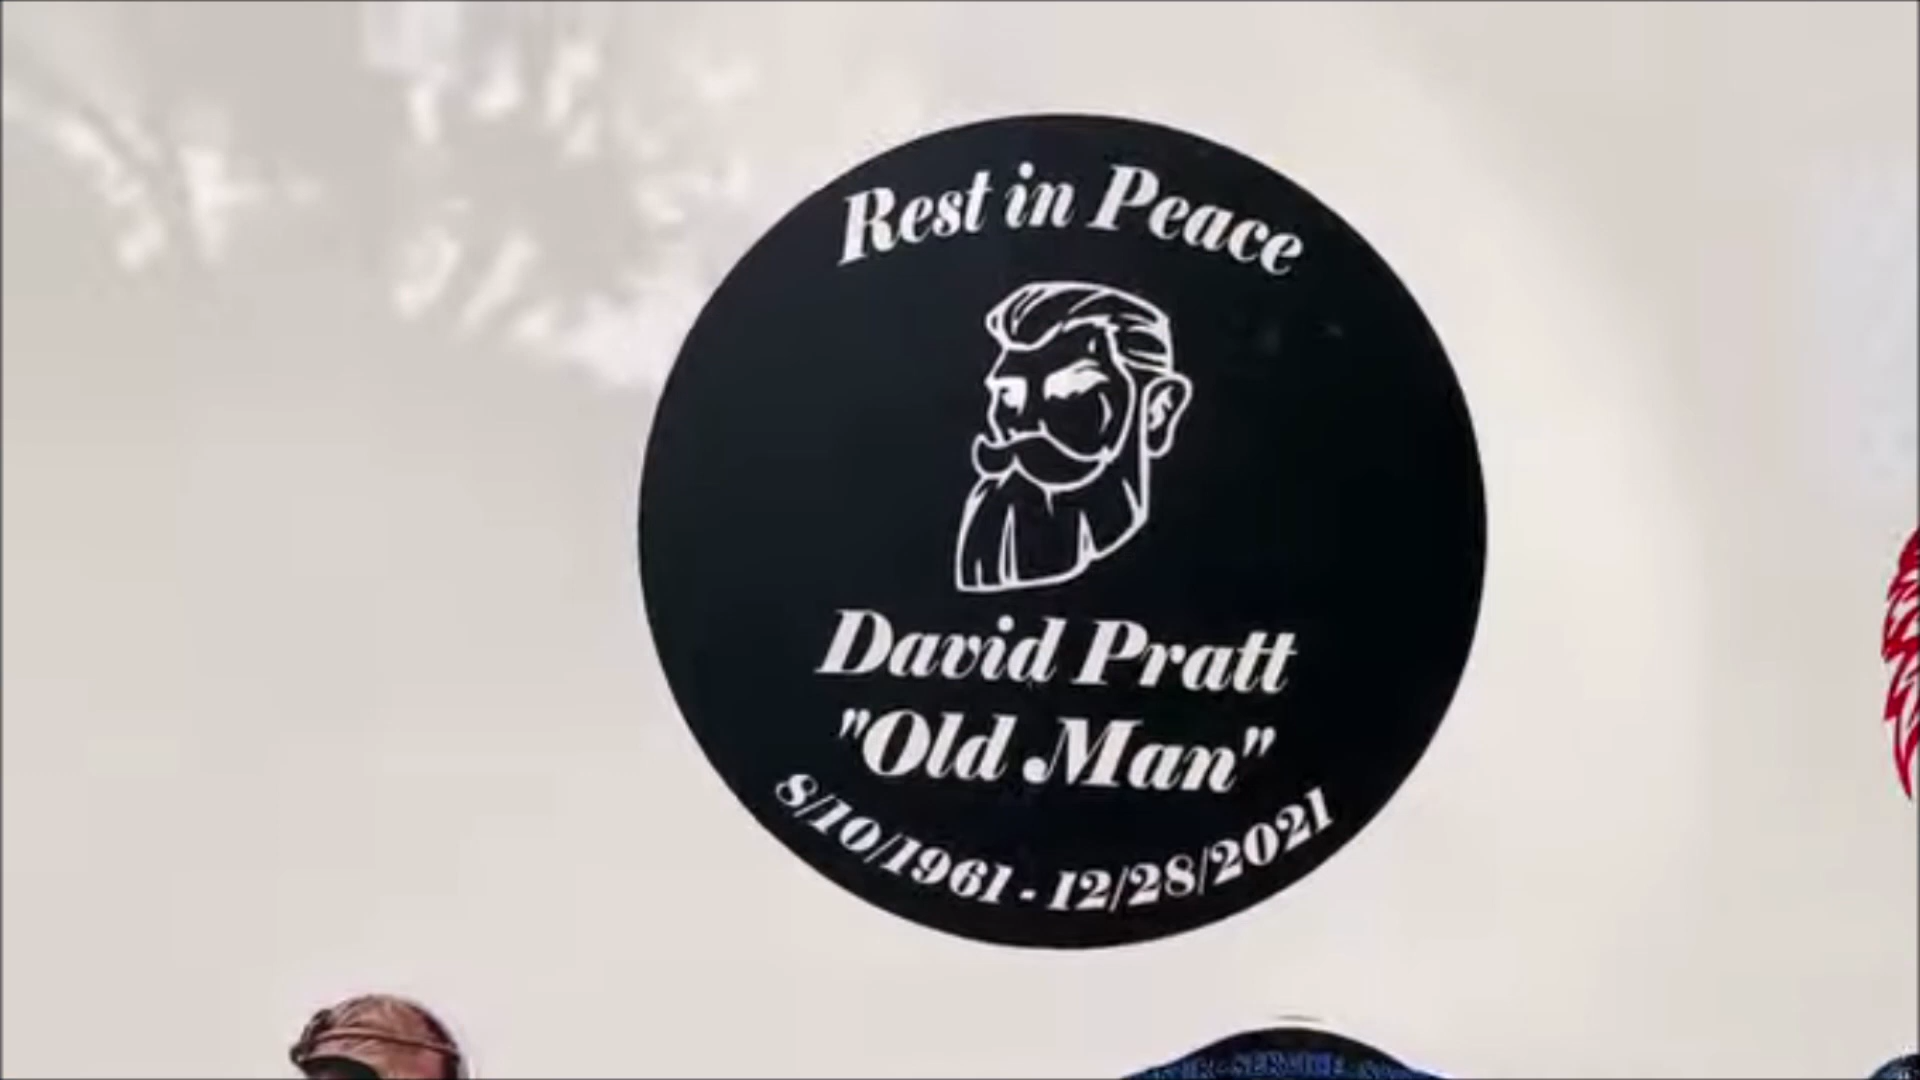 Rest in Peace
David Pratt
"Old Man"
8/10/1961 - 12/28/2021